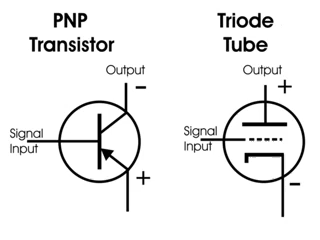 PNP
Transistor
Output
−
Signal
Input
+
Triode
Tube
Output
+
Signal
Input
−